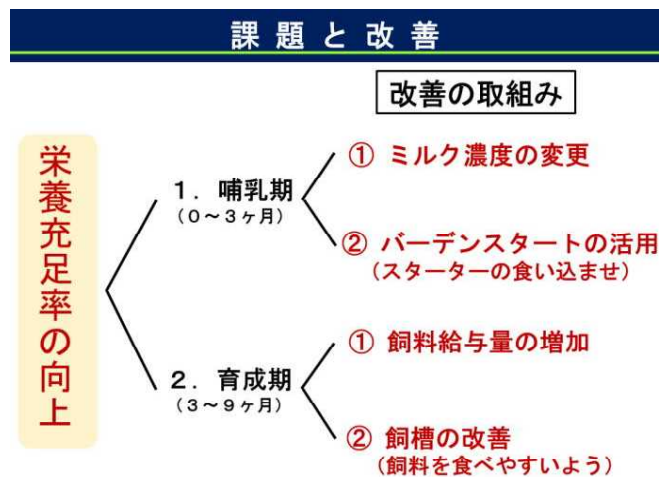 課題と改善
改善の取組み
栄養充足率の向上
1．哺乳期
（0～3ヶ月）
① ミルク濃度の変更
② バーデンスタートの活用
（スターターの食い込ませ）
2．育成期
（3～9ヶ月）
① 飼料給与量の増加
② 飼槽の改善
（飼料を食べやすいよう）